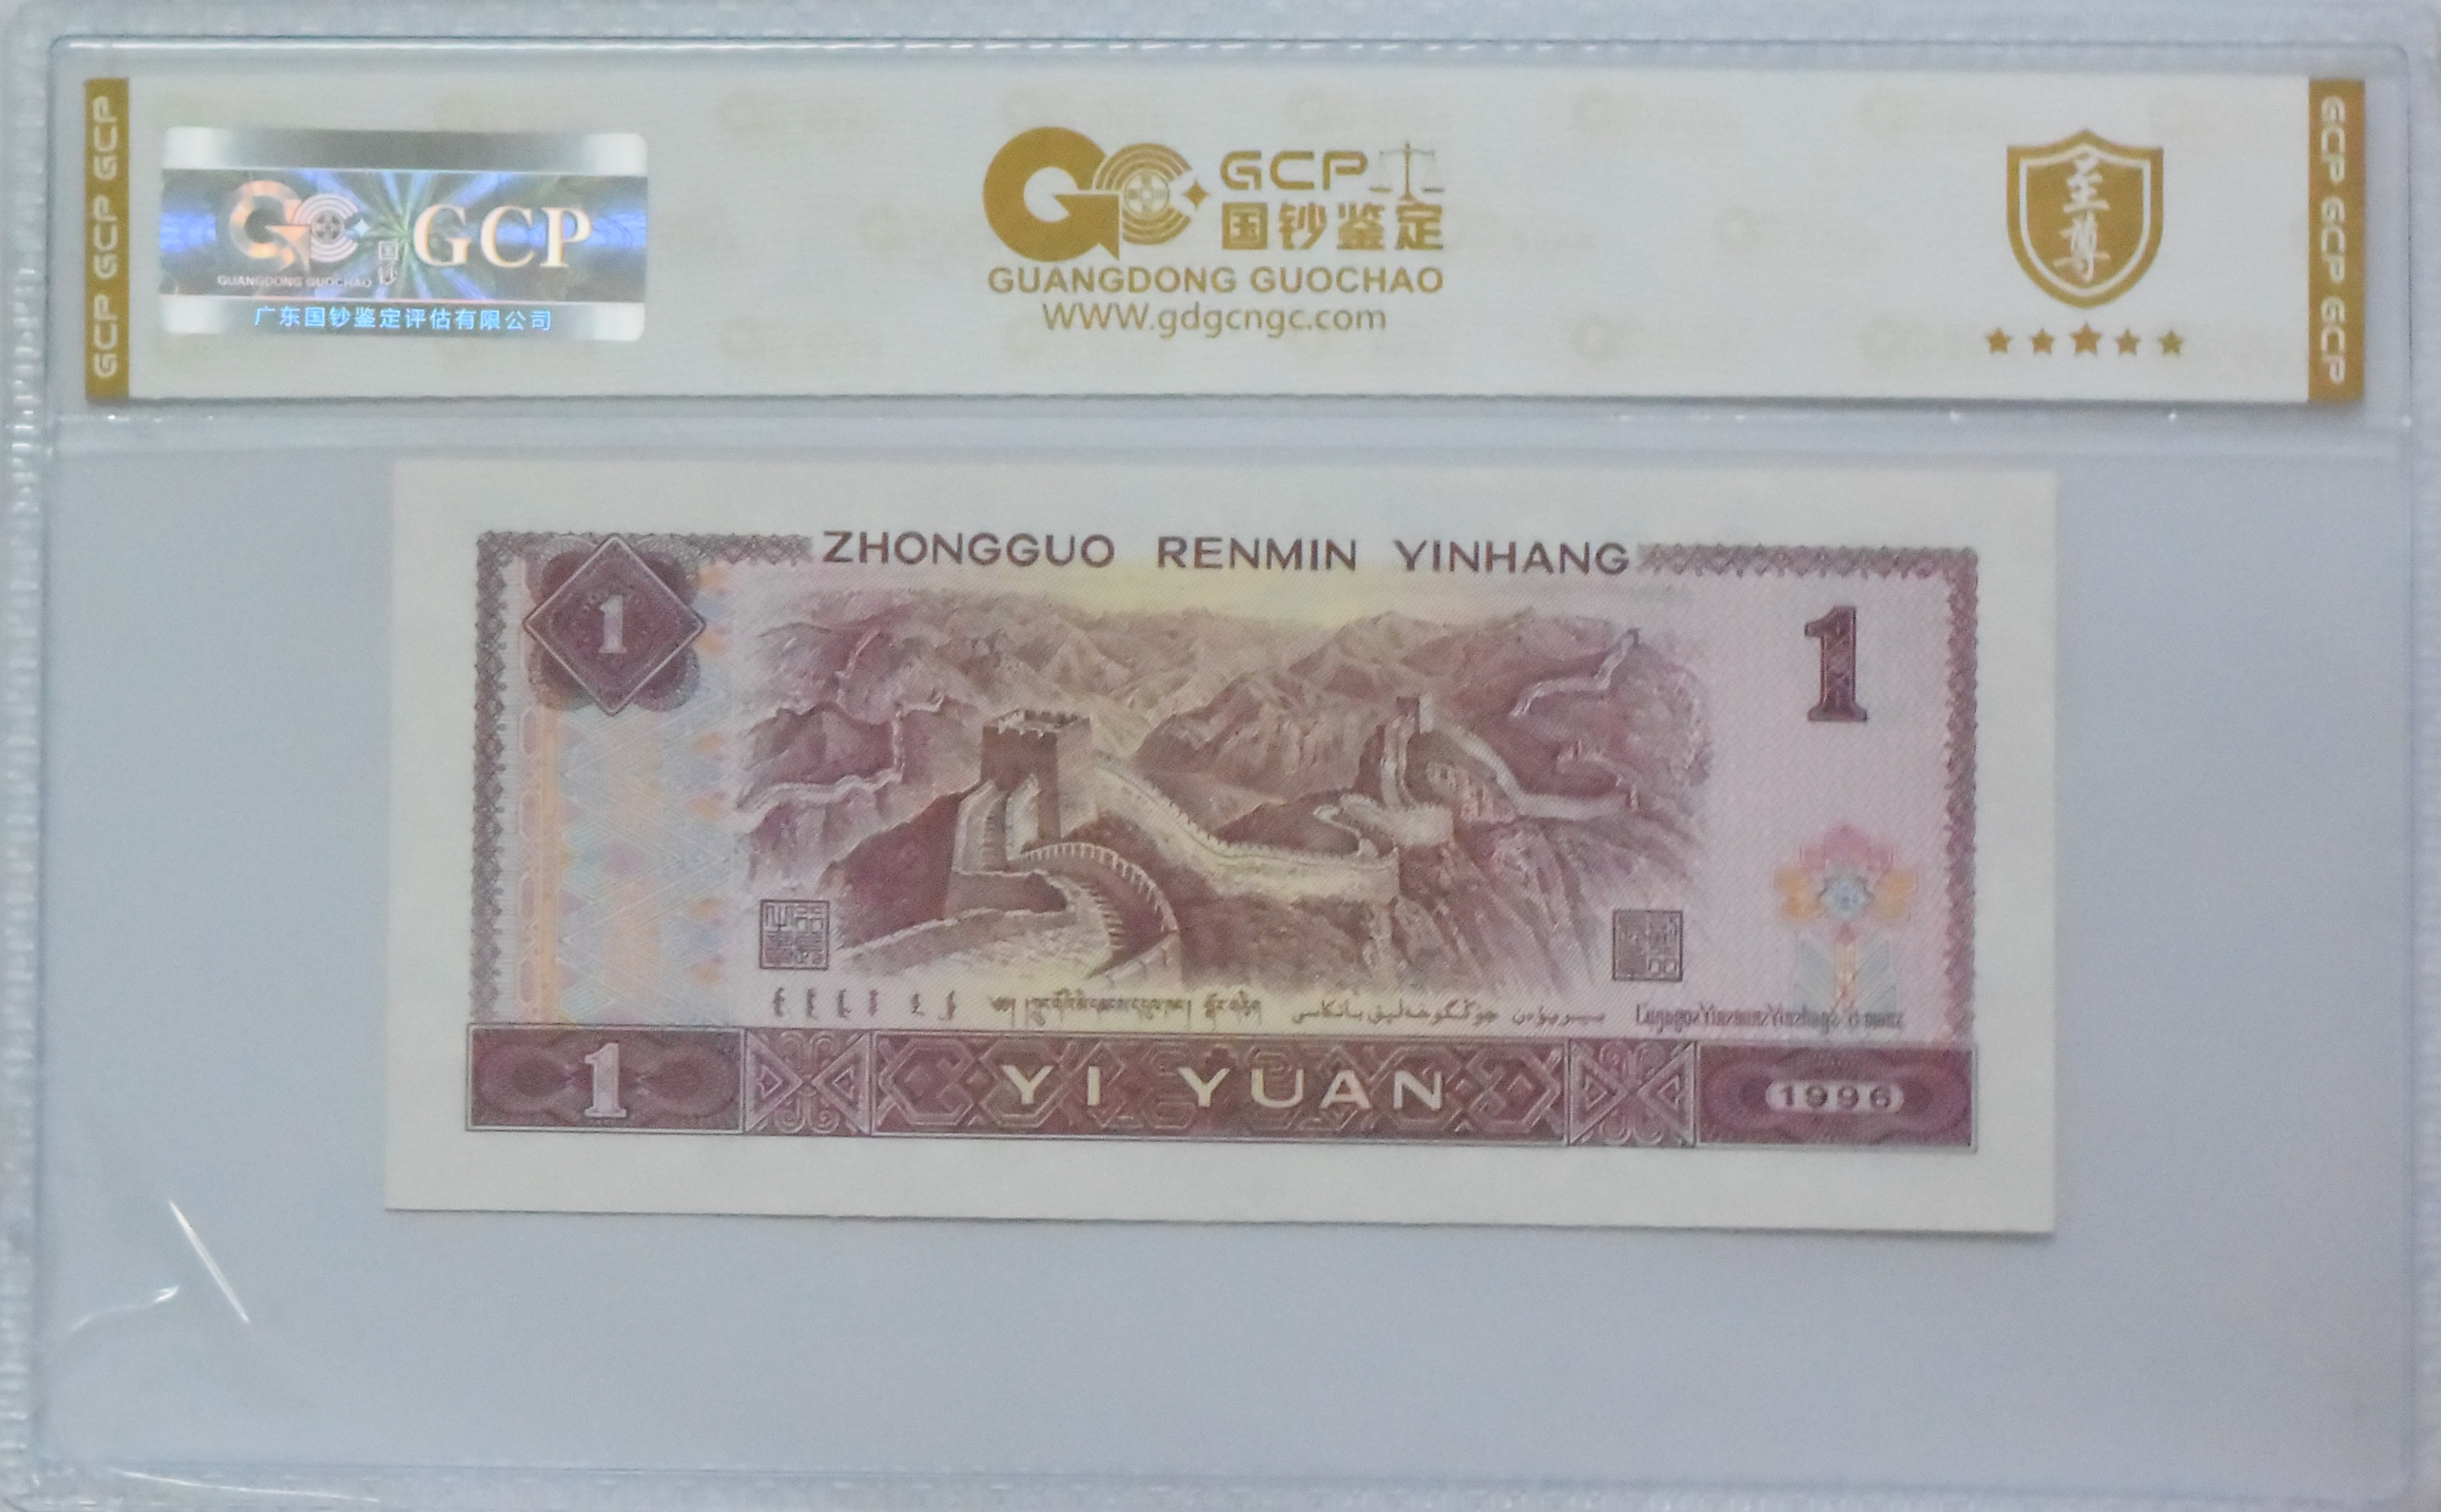 GCP GCP GCP
GCP
国钞
GUANGDONG GUOCHAO
广东国钞鉴定评估有限公司
GCP
国钞鉴定
GUANGDONG GUOCHAO
WWW.gdgcngc.com
至尊
GCP GCP GCP
ZHONGGUO RENMIN YINHANG
1
1
1
YI YUAN
1996